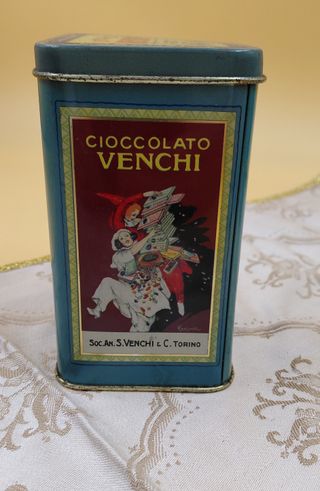 CIOCCOLATO
VENCHI
SOC. AN. S. VENCHI & C. TORINO